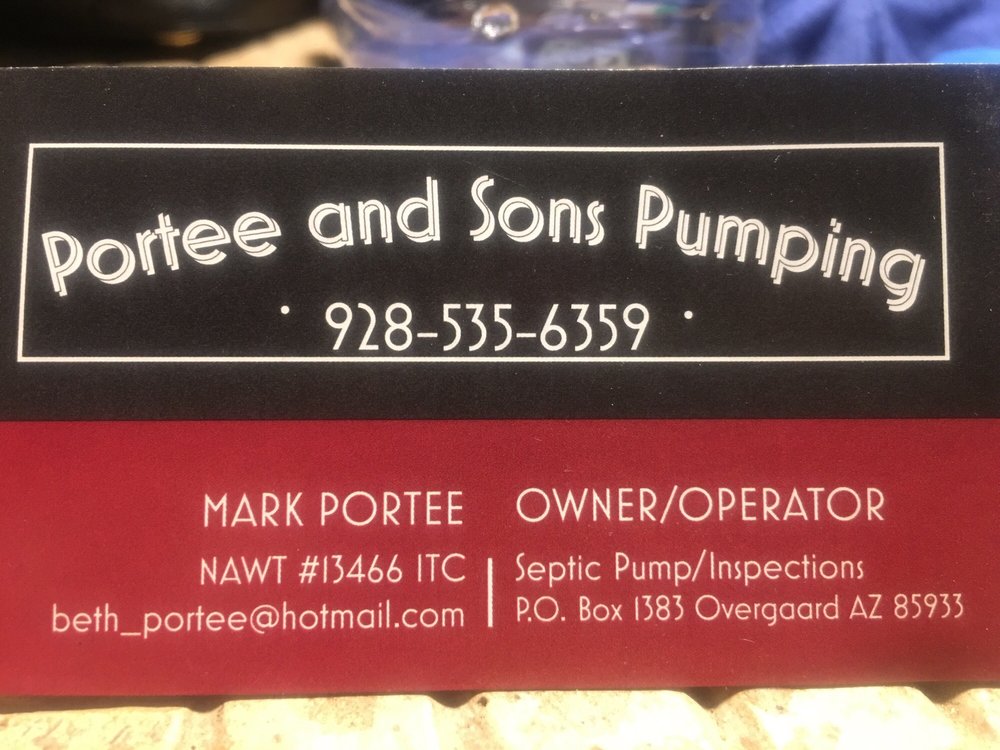 Portee and Sons Pumping
· 928-535-6359 ·
MARK PORTEE
NAWT #13466 ITC
beth_portee@hotmail.com
OWNER/OPERATOR
Septic Pump/Inspections
P.O. Box 1383 Overgaard AZ 85933